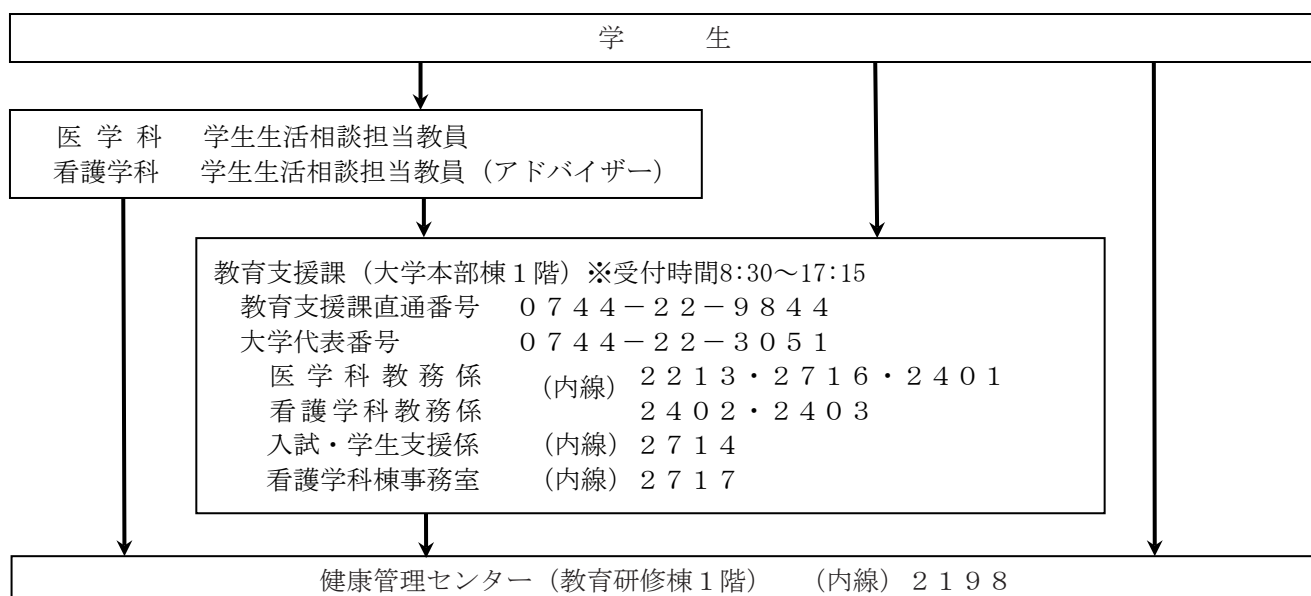 学　　　生
医 学 科　学生生活相談担当教員
看護学科　学生生活相談担当教員（アドバイザー）
教育支援課（大学本部棟１階）※受付時間8:30～17:15
教育支援課直通番号　０７４４－２２－９８４４
大学代表番号　０７４４－２２－３０５１
医 学 科 教 務 係　（内線）２２１３・２７１６・２４０１
看護学科教務係　２４０２・２４０３
入試・学生支援係　（内線）２７１４
看護学科棟事務室　（内線）２７１７
健康管理センター（教育研修棟１階）　（内線）２１９８